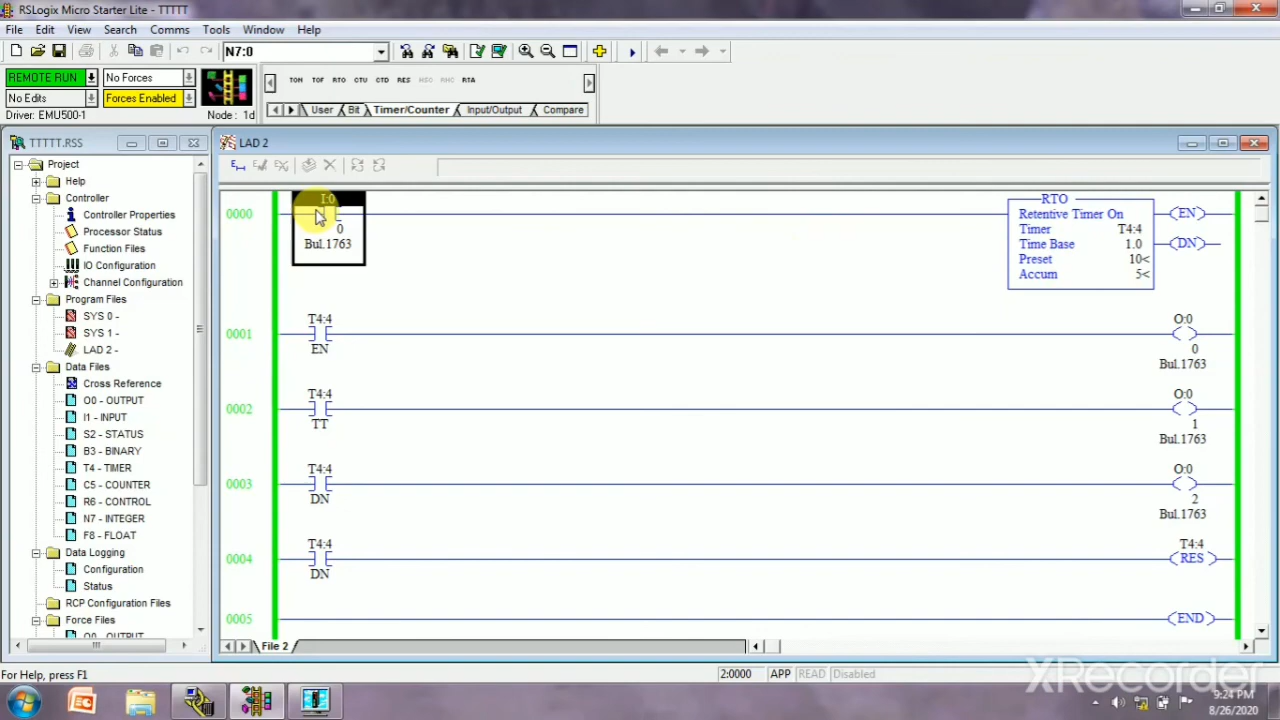 RSLogix Micro Starter Lite - TTTTT
File Edit View Search Comms Tools Window Help
N7:0
REMOTE RUN No Forces
No Edits Forces Enabled
Driver: EMU500-1 Node : 1d
TON TOF RTO CTU CTD RES HSC RHC RTA
User Bit Timer/Counter Input/Output Compare
TTTTT.RSS
Project
Help
Controller
Controller Properties
Processor Status
Function Files
IO Configuration
Channel Configuration
Program Files
SYS 0 -
SYS 1 -
LAD 2 -
Data Files
Cross Reference
O0 - OUTPUT
I1 - INPUT
S2 - STATUS
B3 - BINARY
T4 - TIMER
C5 - COUNTER
R6 - CONTROL
N7 - INTEGER
F8 - FLOAT
Data Logging
Configuration
Status
RCP Configuration Files
Force Files
O0 - OUTPUT
LAD 2
0000
I:0
0
Bul.1763
RTO
Retentive Timer On
Timer T4:4
Time Base 1.0
Preset 10<
Accum 5<
EN
DN
0001
T4:4
EN
O:0
0
Bul.1763
0002
T4:4
TT
O:0
1
Bul.1763
0003
T4:4
DN
O:0
2
Bul.1763
0004
T4:4
DN
T4:4
RES
0005
END
File 2
For Help, press F1
2:0000 APP READ Disabled
XRecorder
9:24 PM
8/26/2020